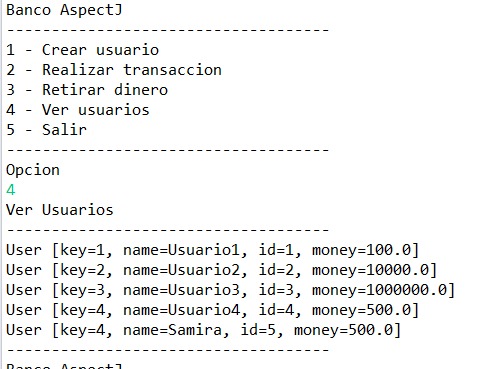 Banco AspectJ
----------------------------------
1 - Crear usuario
2 - Realizar transaccion
3 - Retirar dinero
4 - Ver usuarios
5 - Salir
----------------------------------
Opcion
4
Ver Usuarios
----------------------------------
User [key=1, name=Usuario1, id=1, money=100.0]
User [key=2, name=Usuario2, id=2, money=10000.0]
User [key=3, name=Usuario3, id=3, money=1000000.0]
User [key=4, name=Usuario4, id=4, money=500.0]
User [key=4, name=Samira, id=5, money=500.0]
----------------------------------
Banco AspectJ